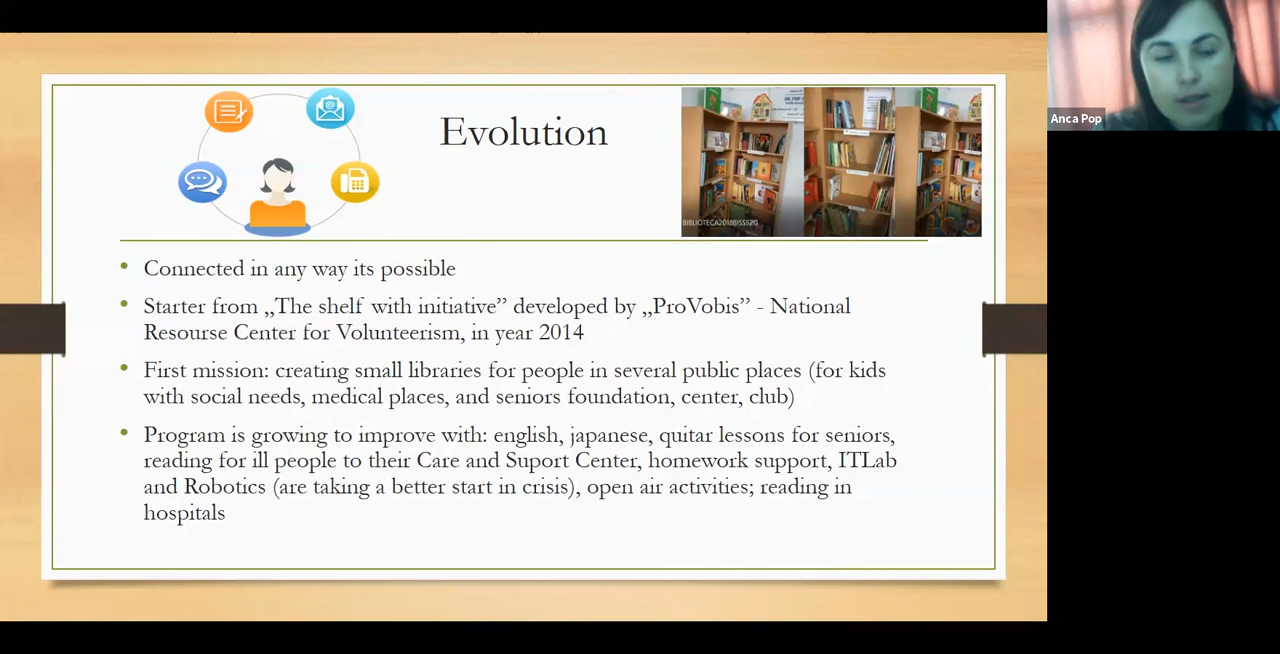 Evolution
BIBLIOTECA2018BISSS2G
Anca Pop
Connected in any way its possible
Starter from „The shelf with initiative” developed by „ProVobis” - National
Resourse Center for Volunteerism, in year 2014
First mission: creating small libraries for people in several public places (for kids
with social needs, medical places, and seniors foundation, center, club)
Program is growing to improve with: english, japanese, quitar lessons for seniors,
reading for ill people to their Care and Suport Center, homework support, ITLab
and Robotics (are taking a better start in crisis), open air activities; reading in
hospitals